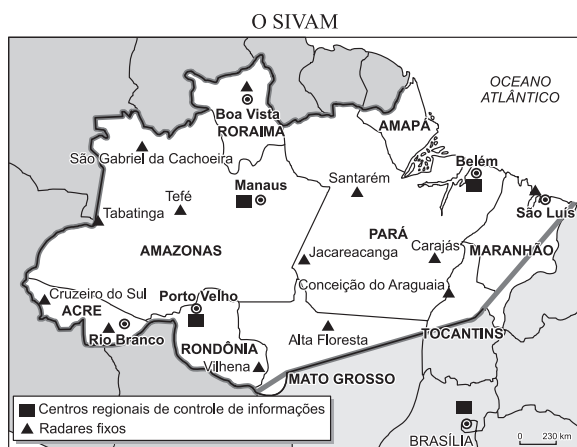 O SIVAM
OCEANO
ATLÂNTICO
Boa Vista
RORAIMA
AMAPÁ
São Gabriel da Cachoeira
Belém
Manaus
Santarém
Tefé
São Luís
Tabatinga
AMAZONAS
PARÁ
Jacareacanga
Carajás
MARANHÃO
Conceição do Araguaia
Cruzeiro do Sul
Porto Velho
ACRE
Rio Branco
Alta Floresta
TOCANTINS
RONDÔNIA
Vilhena
MATO GROSSO
Centros regionais de controle de informações
Radares fixos
BRASÍLIA
0 230 km